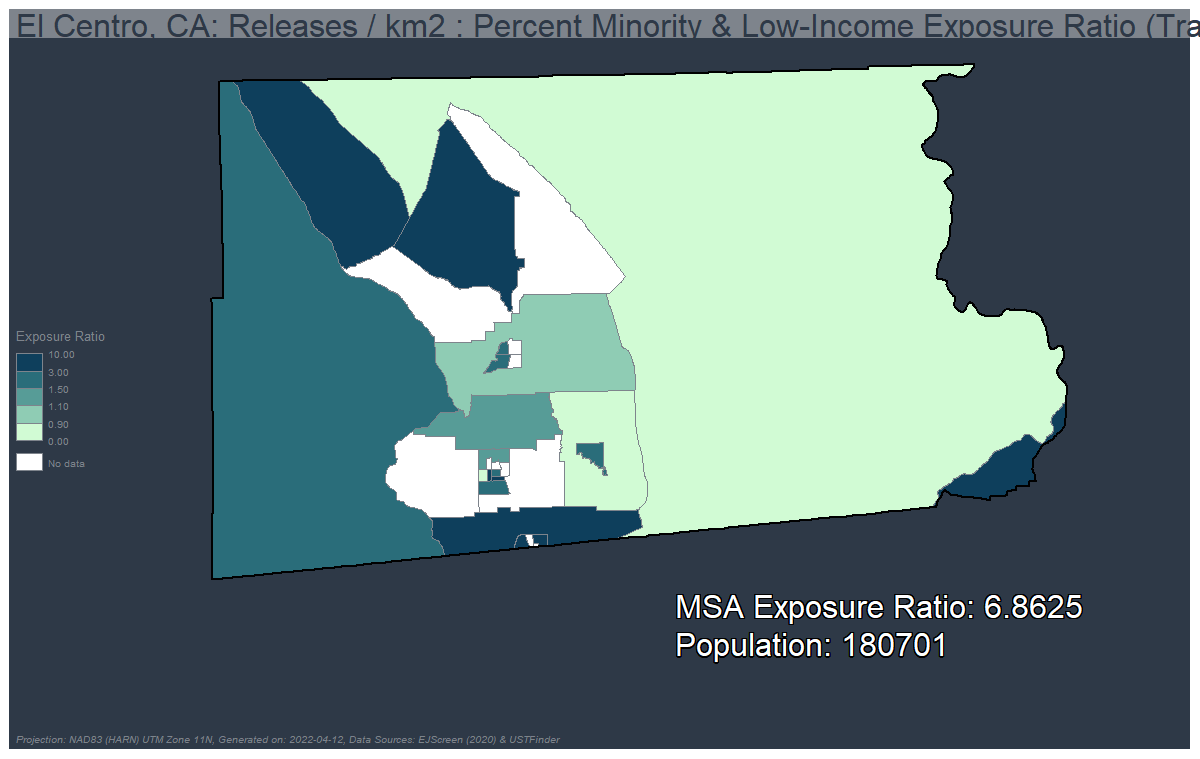 El Centro, CA: Releases / km2 : Percent Minority & Low-Income Exposure Ratio (Tra
Exposure Ratio
10.00
3.00
1.50
1.10
0.90
0.00
No data
MSA Exposure Ratio: 6.8625
Population: 180701
Projection: NAD83 (HARN) UTM Zone 11N, Generated on: 2022-04-12, Data Sources: EJScreen (2020) & USTFinder